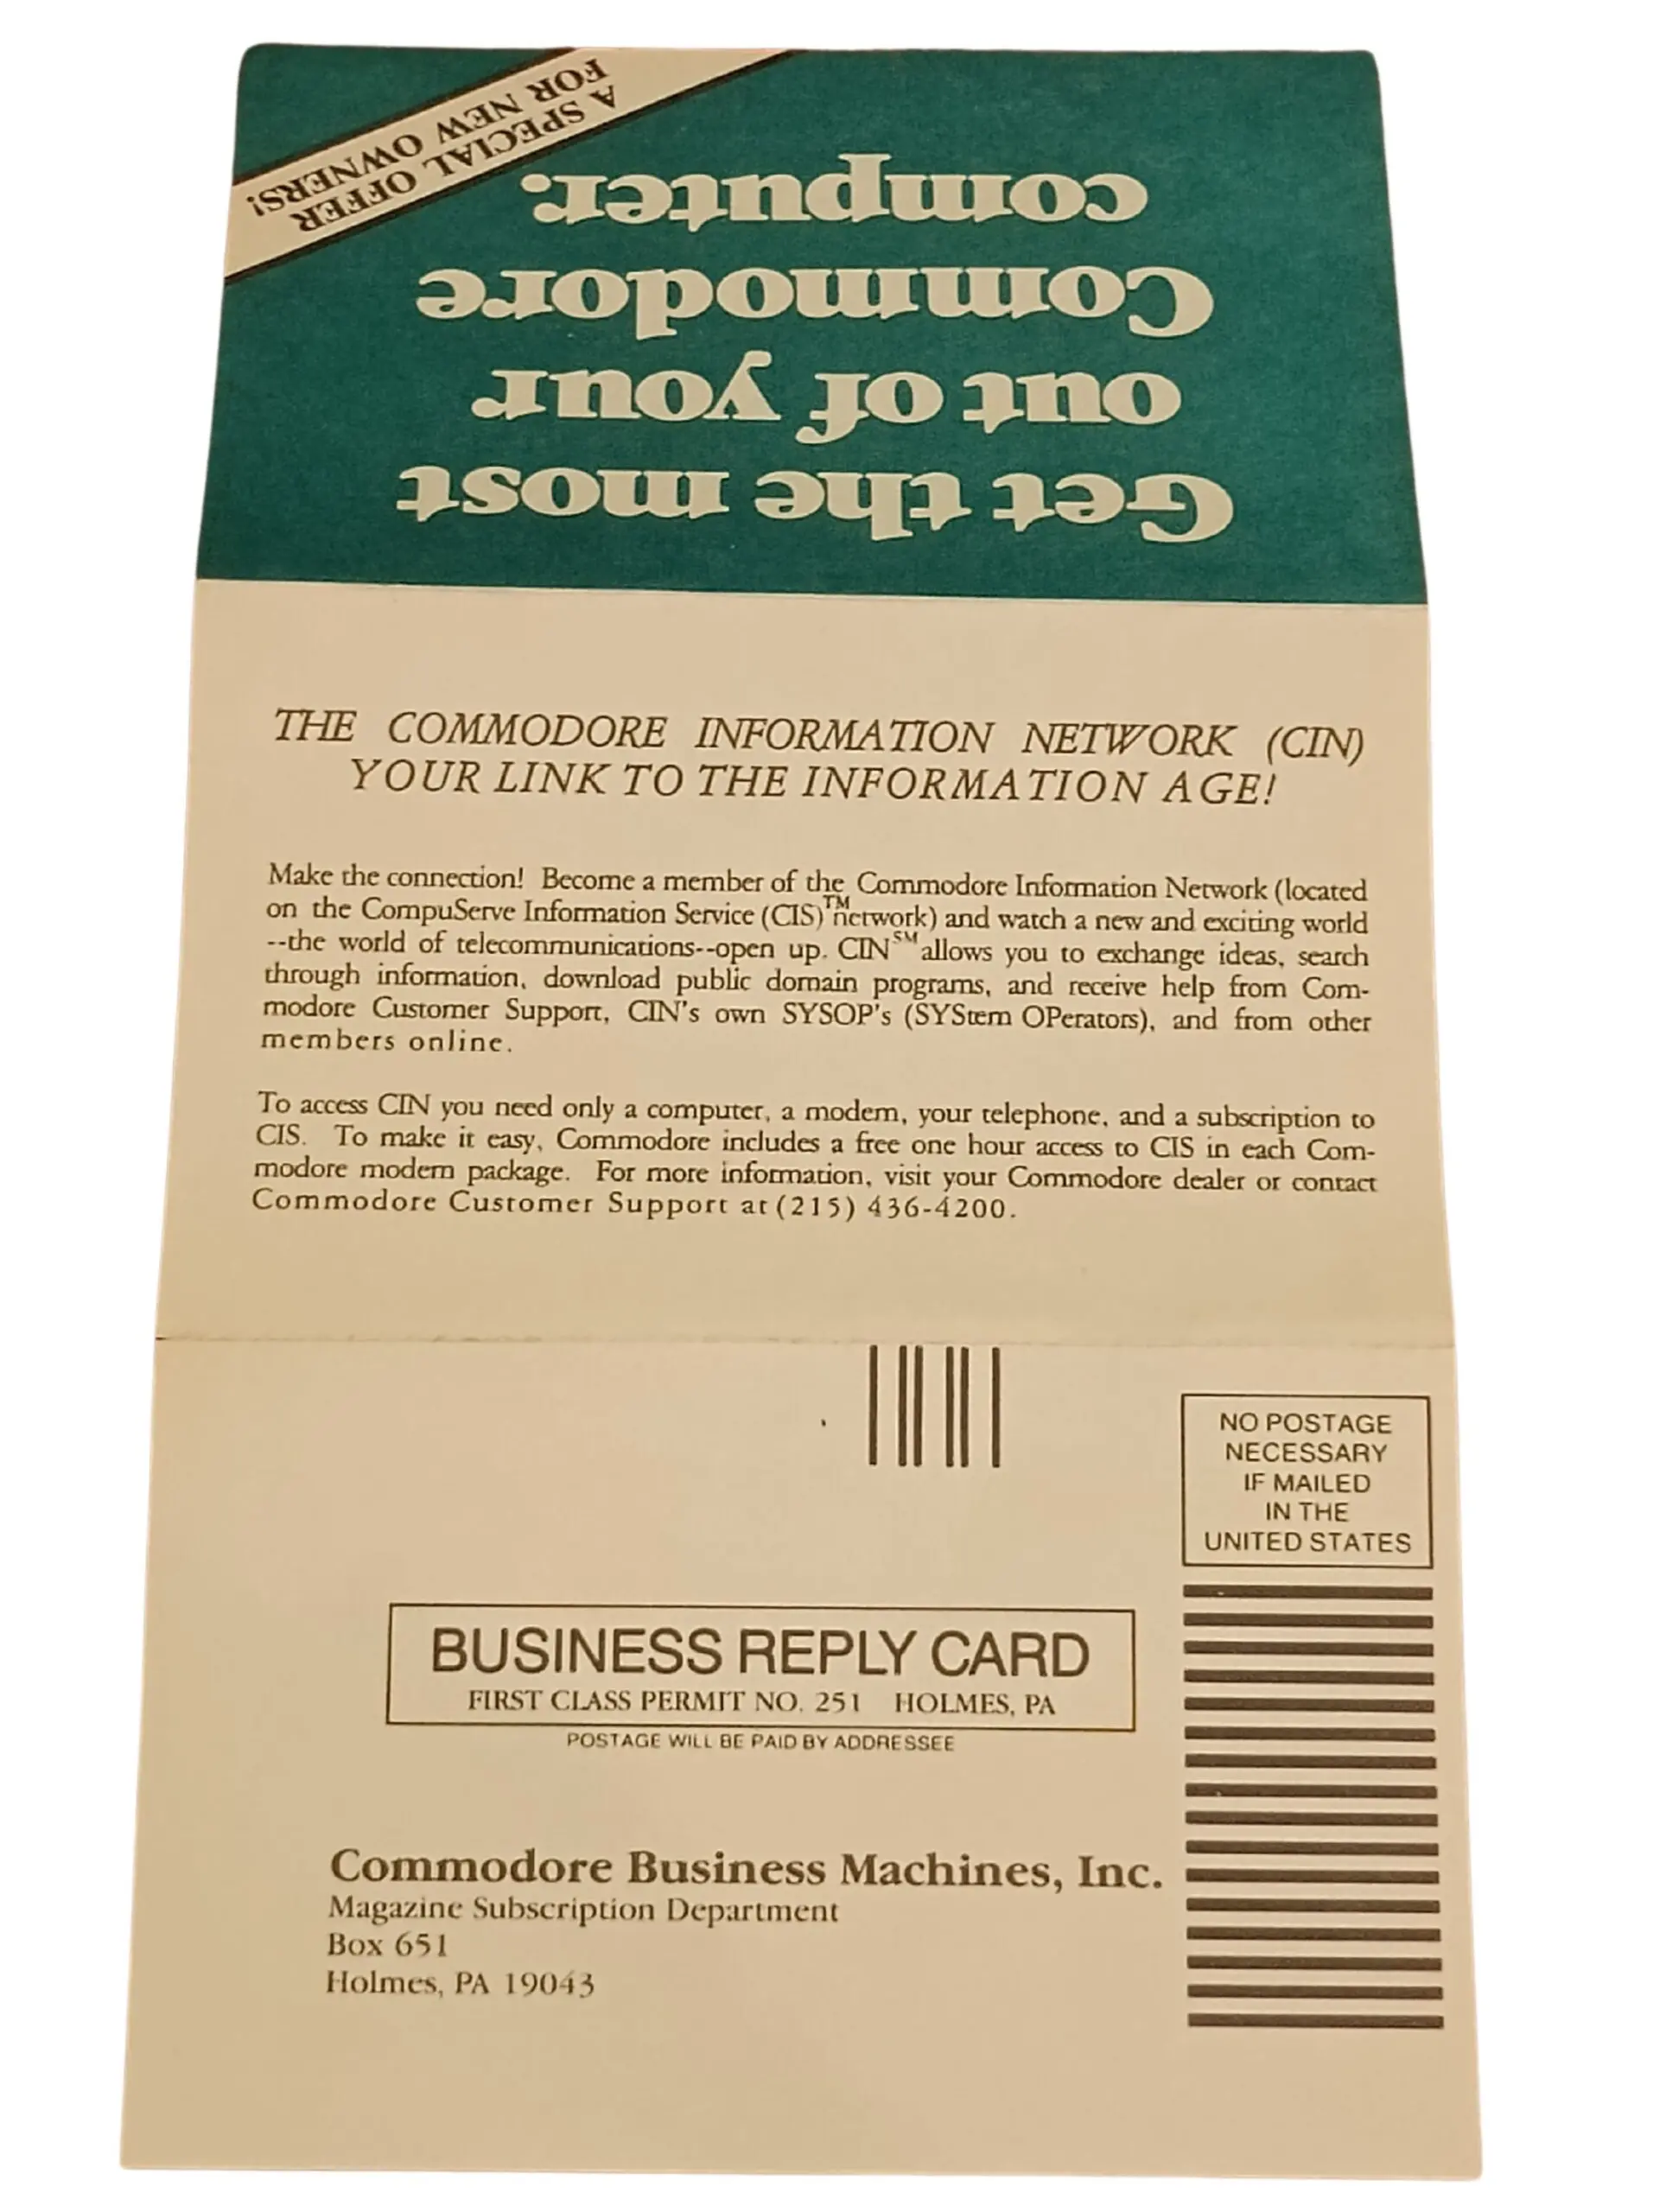 A SPECIAL OFFER
FOR NEW OWNERS!
Get the most
out of your
Commodore
computer.
THE COMMODORE INFORMATION NETWORK (CIN)
YOUR LINK TO THE INFORMATION AGE!
Make the connection! Become a member of the Commodore Information Network (located
on the CompuServe Information Service (CIS)™ network) and watch a new and exciting world
--the world of telecommunications--open up. CIN℠ allows you to exchange ideas, search
through information, download public domain programs, and receive help from Com-
modore Customer Support, CIN's own SYSOP's (SYStem OPerators), and from other
members online.
To access CIN you need only a computer, a modem, your telephone, and a subscription to
CIS. To make it easy, Commodore includes a free one hour access to CIS in each Com-
modore modem package. For more information, visit your Commodore dealer or contact
Commodore Customer Support at (215) 436-4200.
NO POSTAGE
NECESSARY
IF MAILED
IN THE
UNITED STATES
BUSINESS REPLY CARD
FIRST CLASS PERMIT NO. 251 HOLMES, PA
POSTAGE WILL BE PAID BY ADDRESSEE
Commodore Business Machines, Inc.
Magazine Subscription Department
Box 651
Holmes, PA 19043